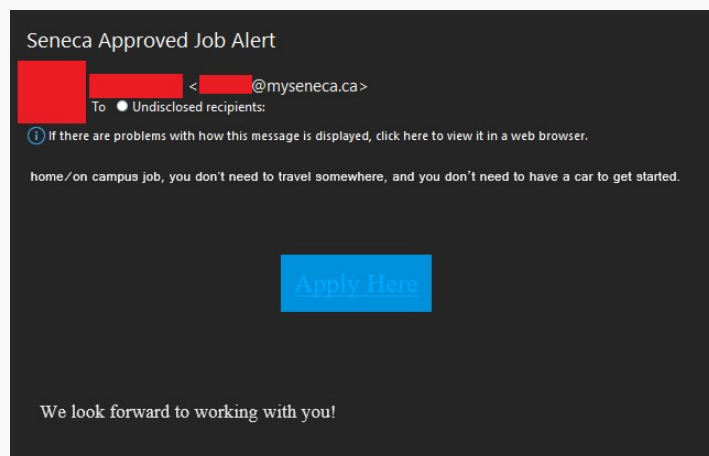 Seneca Approved Job Alert
< @myseneca.ca>
To Undisclosed recipients:
If there are problems with how this message is displayed, click here to view it in a web browser.
home/on campus job, you don't need to travel somewhere, and you don't need to have a car to get started.
Apply Here
We look forward to working with you!